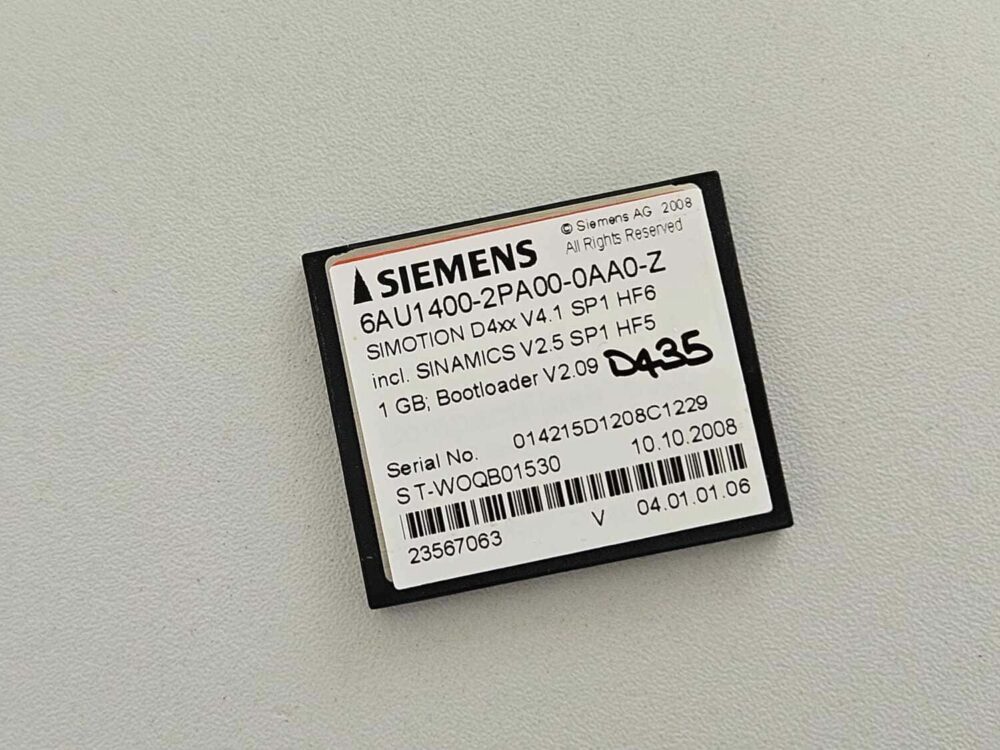 © Siemens AG 2008
All Rights Reserved
SIEMENS
6AU1400-2PA00-0AA0-Z
SIMOTION D4xx V4.1 SP1 HF6
incl. SINAMICS V2.5 SP1 HF5
1 GB; Bootloader V2.09 D435
Serial No. 014215D1208C1229
ST-WOQB01530 10.10.2008
23567063 V 04.01.01.06